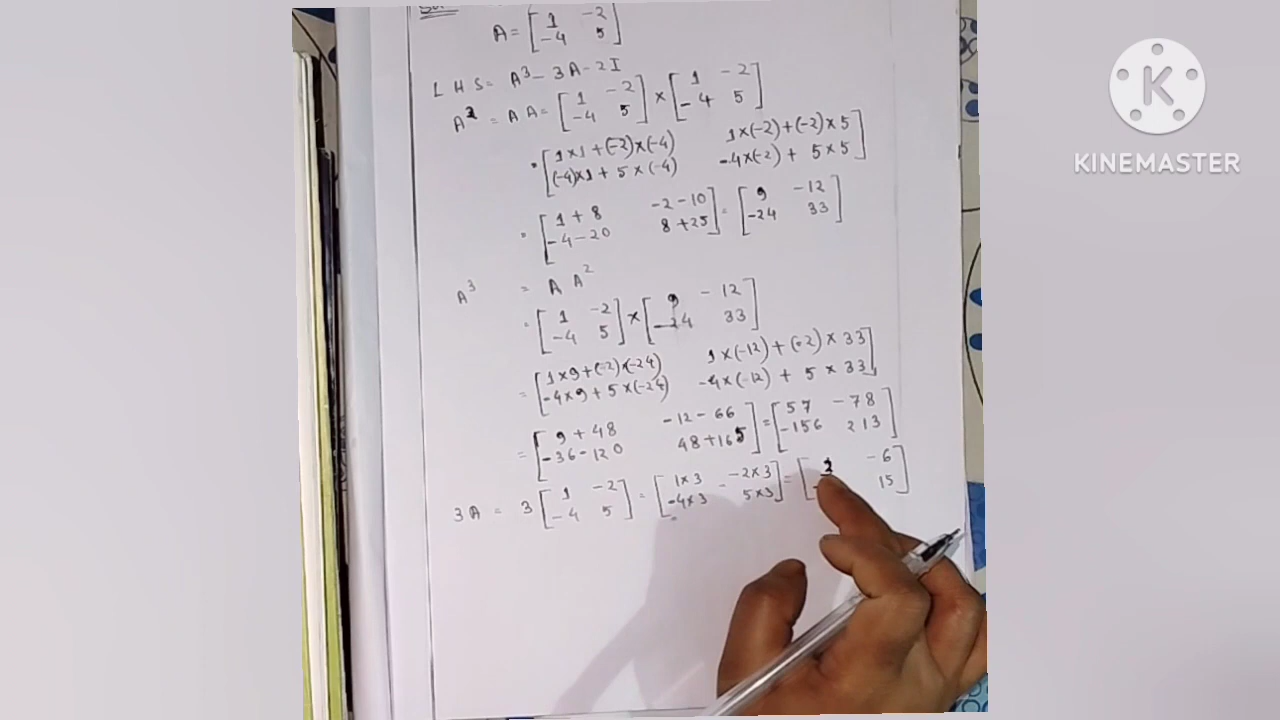 A = [1 -2
-4 5]
L H S = A³ - 3A - 2I
A² = A A = [1 -2 × [1 -2
-4 5] -4 5]
= [1×1 + (-2)×(-4) 1×(-2)+(-2)×5
(-4)×1 + 5×(-4) -4×(-2) + 5×5]
= [1 + 8 -2 - 10 = [9 -12
-4 - 20 8 + 25] -24 33]
A³ = A A²
= [1 -2 × [9 -12
-4 5] -24 33]
= [1×9+(-2)×(-24) 1×(-12)+(-2)×33
-4×9+5×(-24) -4×(-12) + 5×33]
= [9 + 48 -12 - 66 = [57 -78
-36 - 120 48 + 165] -156 213]
3A = 3 [1 -2 = [1×3 -2×3 = [ -6
-4 5] -4×3 5×3] 15]
K
KINEMASTER